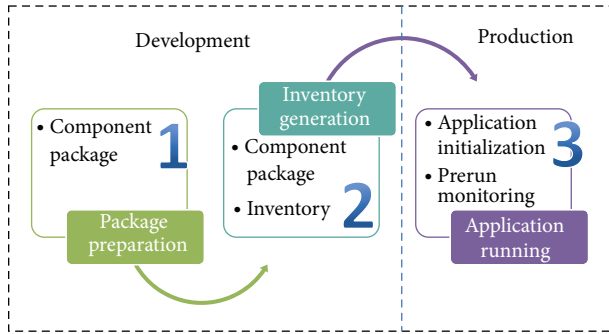 Development
Production
• Component
package
1
Package
preparation
Inventory
generation
• Component
package
• Inventory
2
• Application
initialization
• Prerun
monitoring
3
Application
running